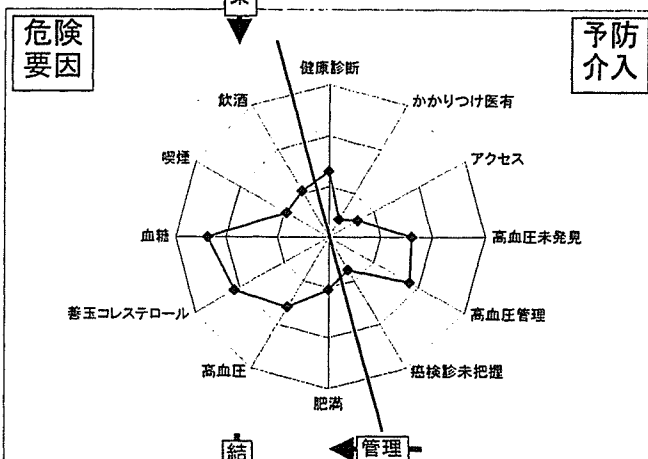 危険
要因
予防
介入
健康診断
飲酒
かかりつけ医有
喫煙
アクセス
血糖
高血圧未発見
善玉コレステロール
高血圧管理
高血圧
癌検診未把握
肥満
結
管理